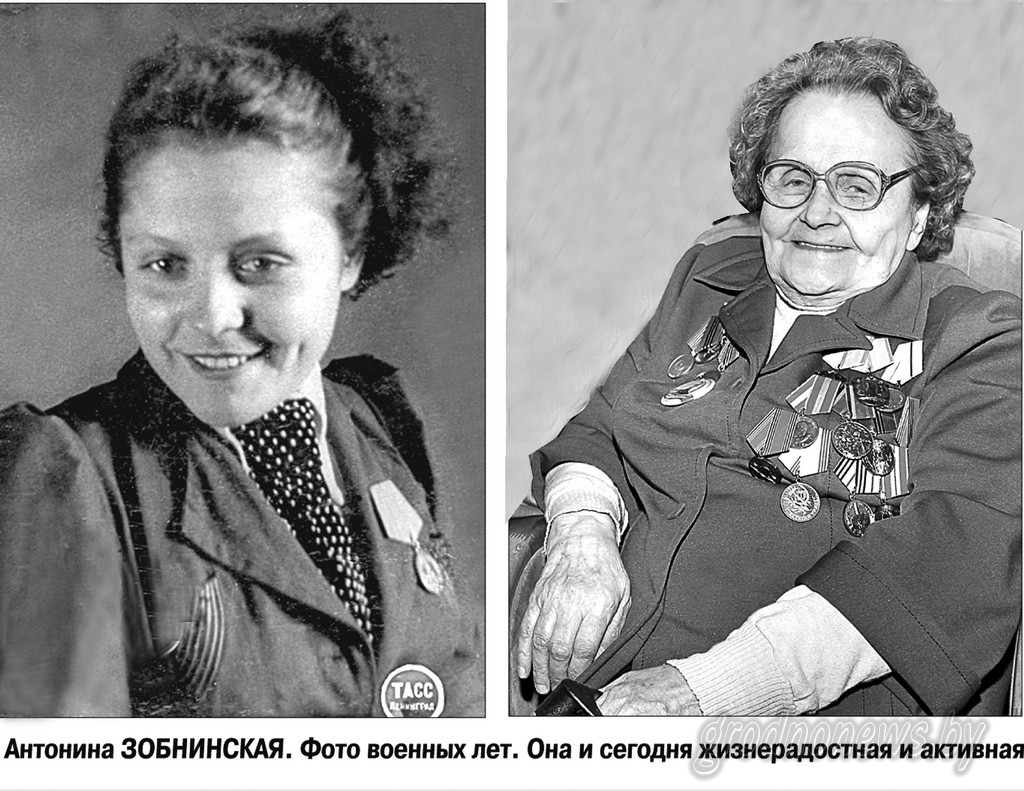 ТАСС
ЛЕНИНГРАД
Антонина ЗОБНИНСКАЯ. Фото военных лет. Она и сегодня жизнерадостная и активная
grodnonews.by